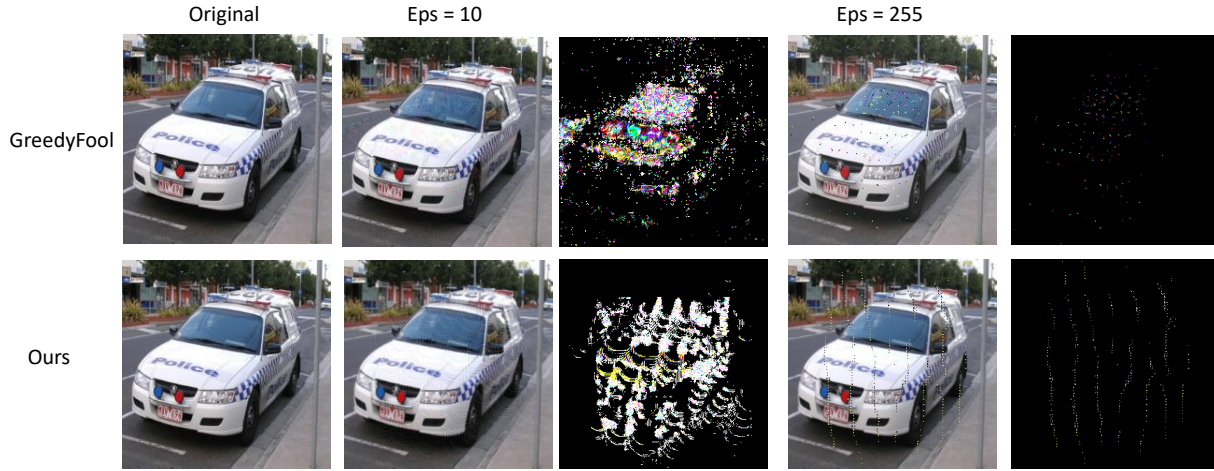 Original Eps = 10 Eps = 255
GreedyFool
Police
Police
Police
Ours
Police
Police
Police